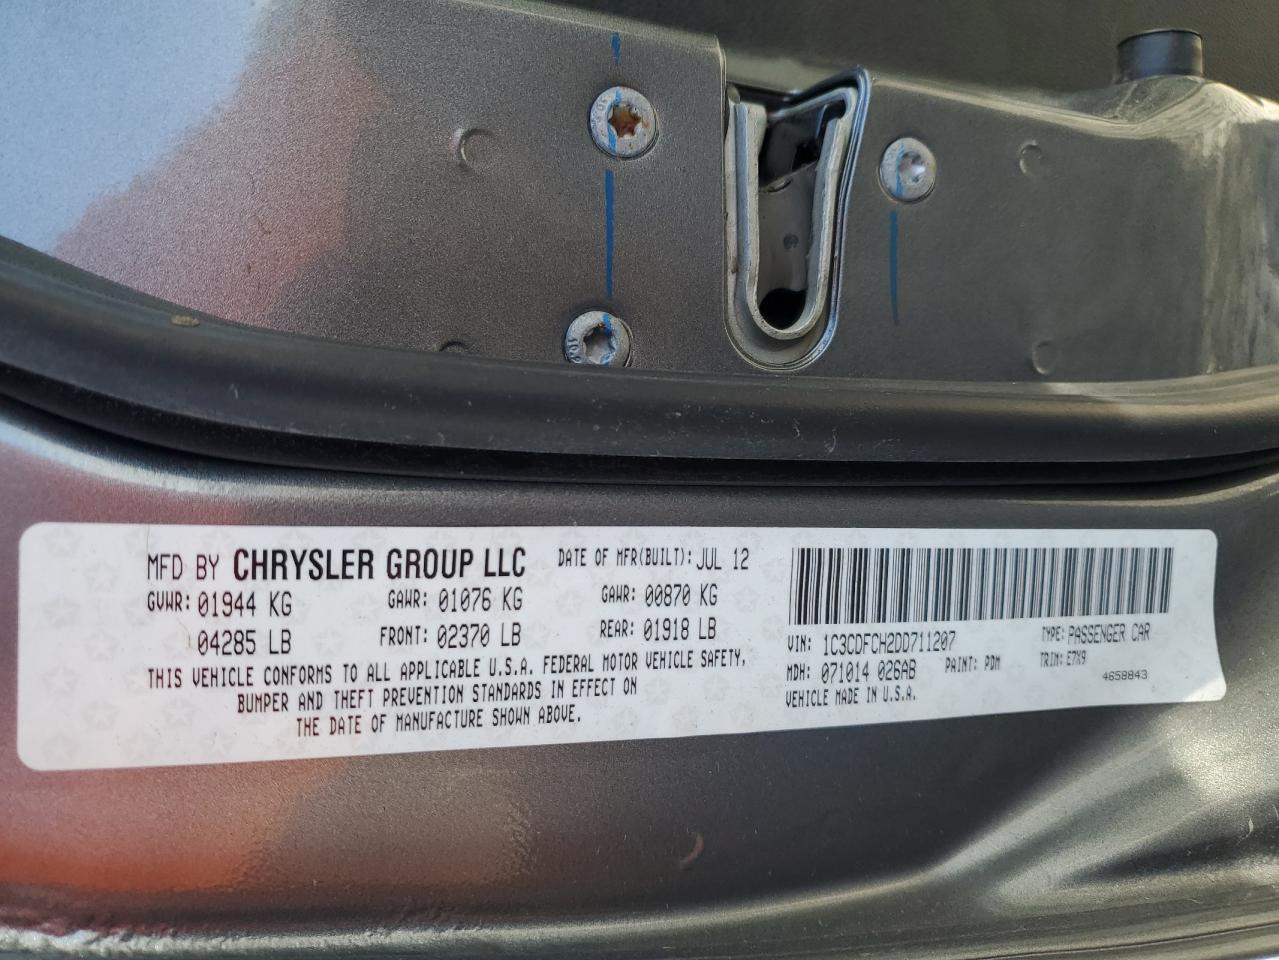 MFD BY CHRYSLER GROUP LLC DATE OF MFR(BUILT): JUL 12
GVWR: 01944 KG GAWR: 01076 KG GAWR: 00870 KG
04285 LB FRONT: 02370 LB REAR: 01918 LB
THIS VEHICLE CONFORMS TO ALL APPLICABLE U.S.A. FEDERAL MOTOR VEHICLE SAFETY,
BUMPER AND THEFT PREVENTION STANDARDS IN EFFECT ON
THE DATE OF MANUFACTURE SHOWN ABOVE.
VIN: 1C3CDFCH2DD711207 TYPE: PASSENGER CAR
MDH: 071014 026AB PAINT: PDM TRIM: E7X9
VEHICLE MADE IN U.S.A. 4658843